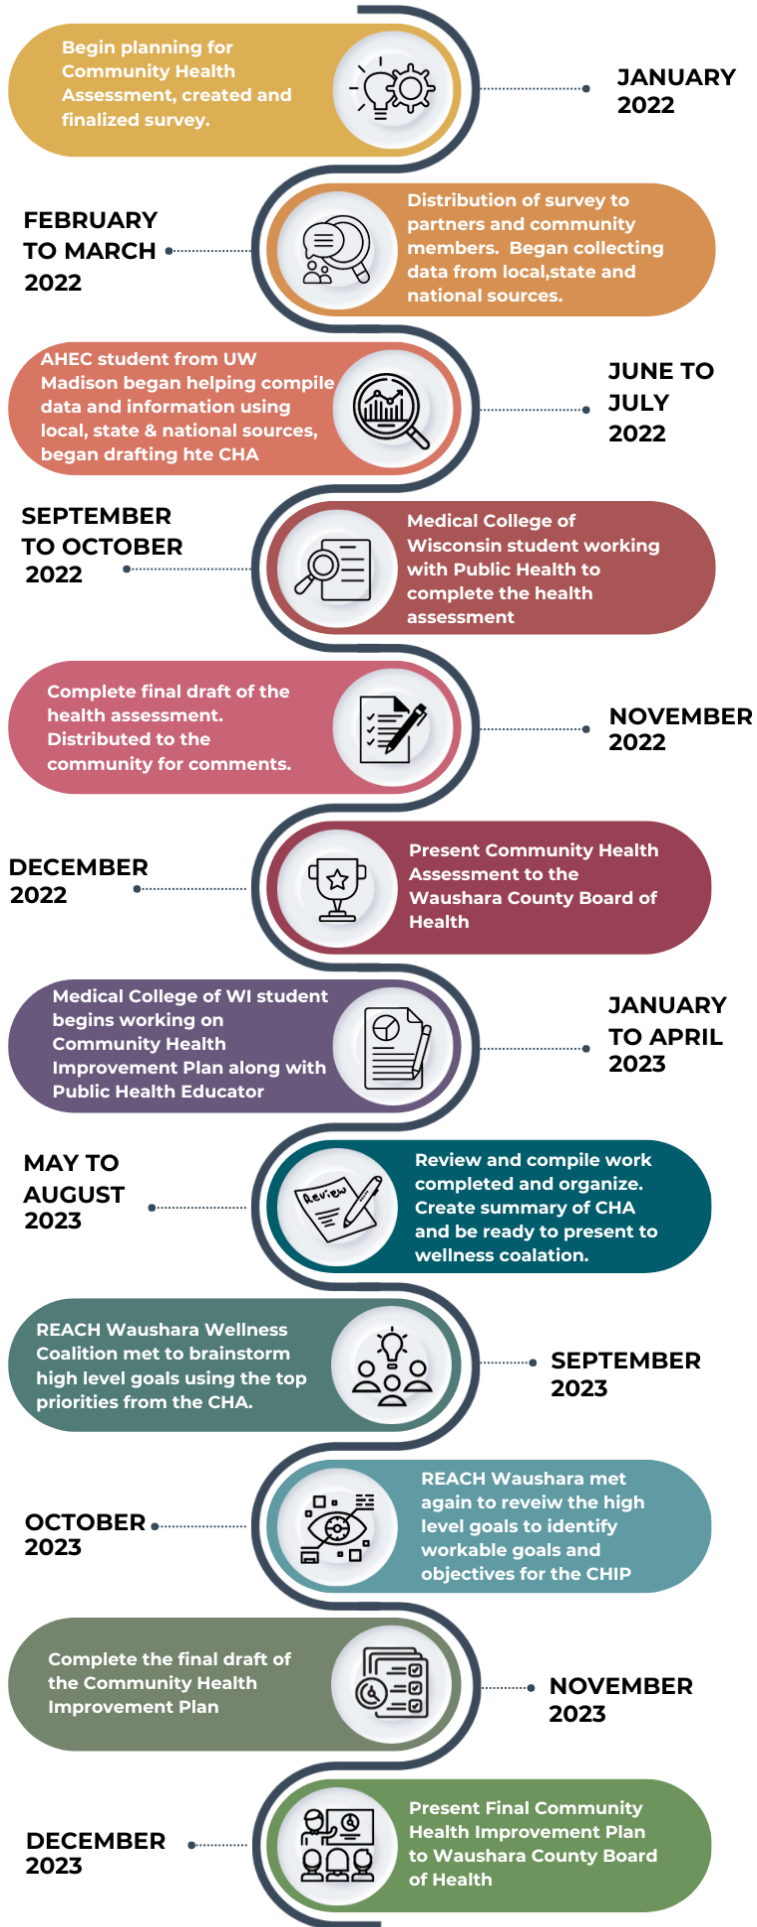 Begin planning for
Community Health
Assessment, created and
finalized survey.
JANUARY
2022
FEBRUARY
TO MARCH
2022
Distribution of survey to
partners and community
members.  Began collecting
data from local,state and
national sources.
AHEC student from UW
Madison began helping compile
data and information using
local, state & national sources,
began drafting hte CHA
JUNE TO
JULY
2022
SEPTEMBER
TO OCTOBER
2022
Medical College of
Wisconsin student working
with Public Health to
complete the health
assessment
Complete final draft of the
health assessment.
Distributed to the
community for comments.
NOVEMBER
2022
DECEMBER
2022
Present Community Health
Assessment to the
Waushara County Board of
Health
Medical College of WI student
begins working on
Community Health
Improvement Plan along with
Public Health Educator
JANUARY
TO APRIL
2023
MAY TO
AUGUST
2023
Review
Review and compile work
completed and organize.
Create summary of CHA
and be ready to present to
wellness coalation.
REACH Waushara Wellness
Coalition met to brainstorm
high level goals using the top
priorities from the CHA.
SEPTEMBER
2023
OCTOBER
2023
REACH Waushara met
again to reveiw the high
level goals to identify
workable goals and
objectives for the CHIP
Complete the final draft of
the Community Health
Improvement Plan
NOVEMBER
2023
DECEMBER
2023
Present Final Community
Health Improvement Plan
to Waushara County Board
of Health